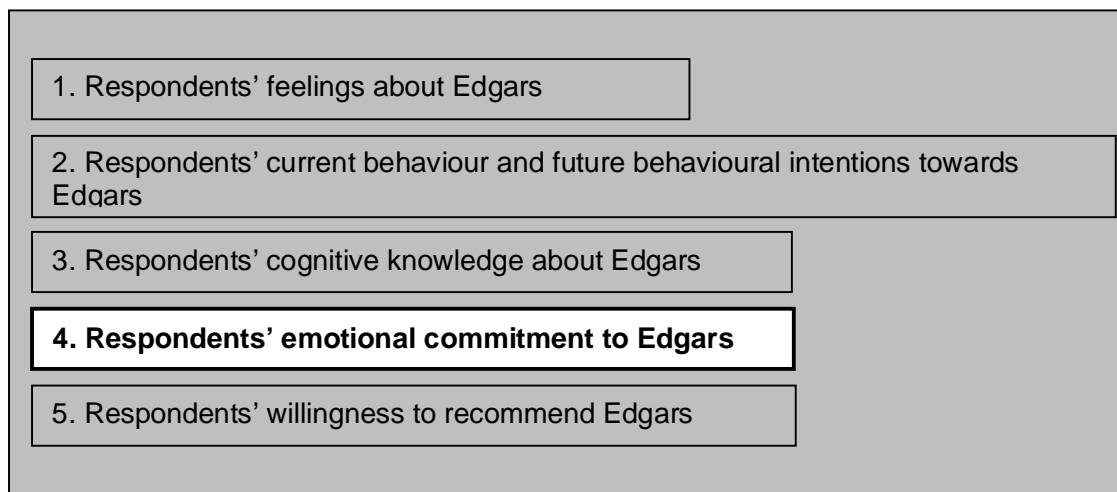 1. Respondents’ feelings about Edgars
2. Respondents’ current behaviour and future behavioural intentions towards
Edgars
3. Respondents’ cognitive knowledge about Edgars
4. Respondents’ emotional commitment to Edgars
5. Respondents’ willingness to recommend Edgars